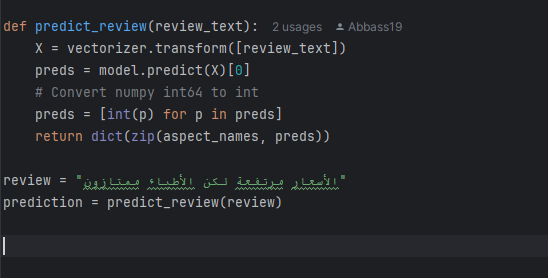 def predict_review(review_text): 2 usages Abbass19
X = vectorizer.transform([review_text])
preds = model.predict(X)[0]
# Convert numpy int64 to int
preds = [int(p) for p in preds]
return dict(zip(aspect_names, preds))
review = "الأسعار مرتفعة لكن الأطباء ممتازون"
prediction = predict_review(review)